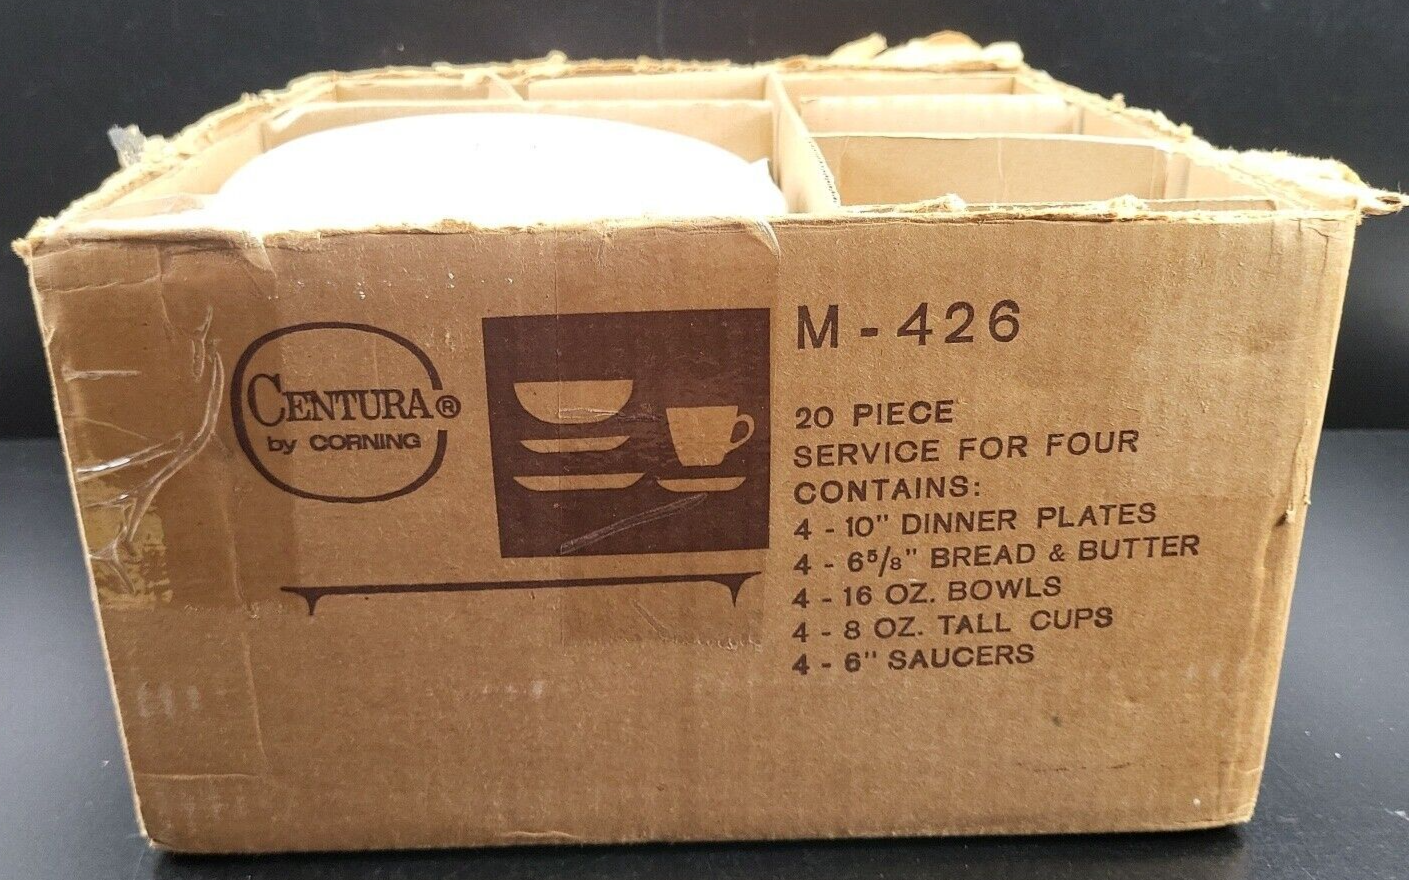 CENTURA®
by CORNING
M-426
20 PIECE
SERVICE FOR FOUR
CONTAINS:
4 - 10" DINNER PLATES
4 - 6⁵/₈" BREAD & BUTTER
4 - 16 OZ. BOWLS
4 - 8 OZ. TALL CUPS
4 - 6" SAUCERS